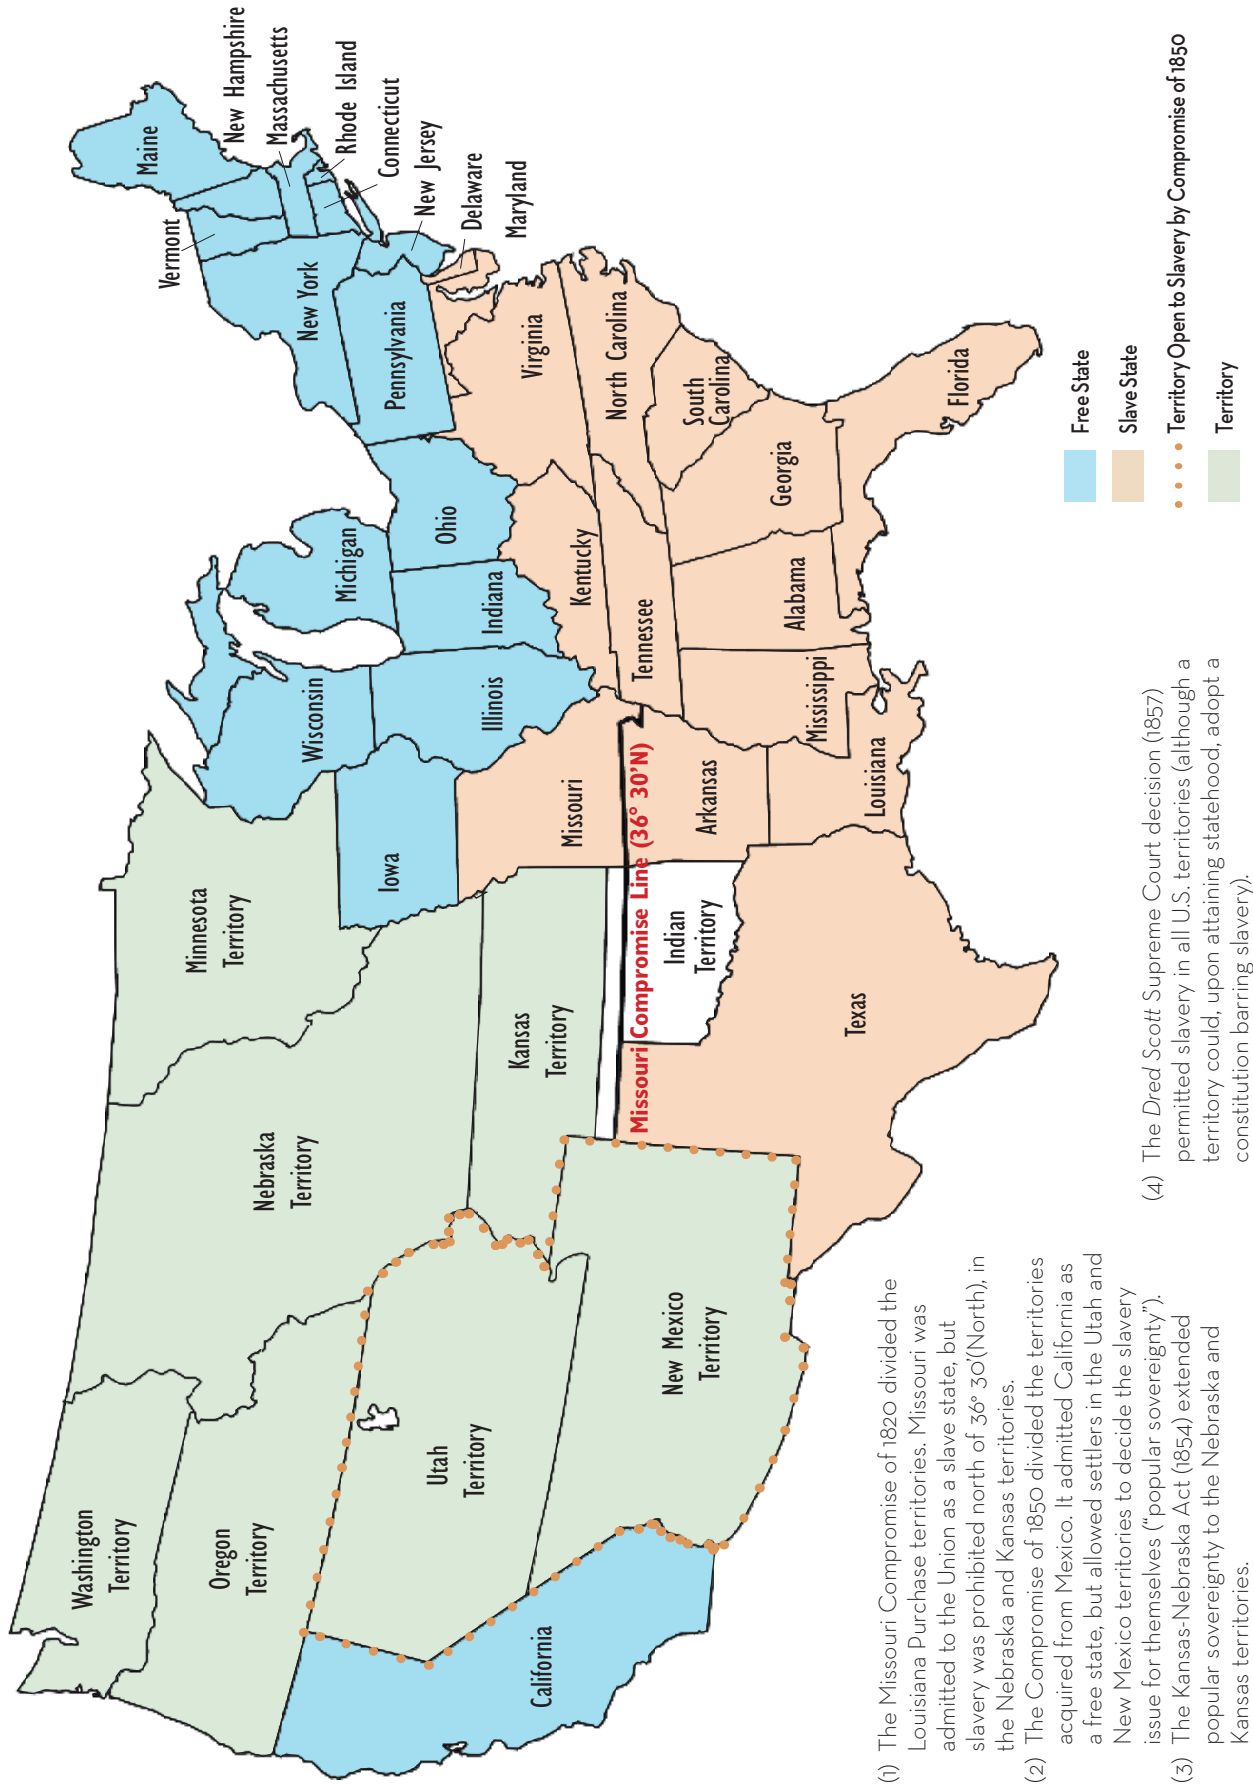 Washington
Territory
Oregon
Territory
California
Utah
Territory
New Mexico
Territory
Nebraska
Territory
Minnesota
Territory
Kansas
Territory
Missouri Compromise Line (36° 30’N)
Indian
Territory
Texas
Iowa
Wisconsin
Illinois
Missouri
Arkansas
Louisiana
Michigan
Indiana
Ohio
Kentucky
Tennessee
Mississippi
Alabama
Georgia
Florida
South
Carolina
North Carolina
Virginia
Pennsylvania
New York
Vermont
Maine
New Hampshire
Massachusetts
Rhode Island
Connecticut
New Jersey
Delaware
Maryland
Free State
Slave State
Territory Open to Slavery by Compromise of 1850
Territory
(1) The Missouri Compromise of 1820 divided the
Louisiana Purchase territories. Missouri was
admitted to the Union as a slave state, but
slavery was prohibited north of 36° 30’(North), in
the Nebraska and Kansas territories.
(2) The Compromise of 1850 divided the territories
acquired from Mexico. It admitted California as
a free state, but allowed settlers in the Utah and
New Mexico territories to decide the slavery
issue for themselves (“popular sovereignty”).
(3) The Kansas-Nebraska Act (1854) extended
popular sovereignty to the Nebraska and
Kansas territories.
(4) The Dred Scott Supreme Court decision (1857)
permitted slavery in all U.S. territories (although a
territory could, upon attaining statehood, adopt a
constitution barring slavery).